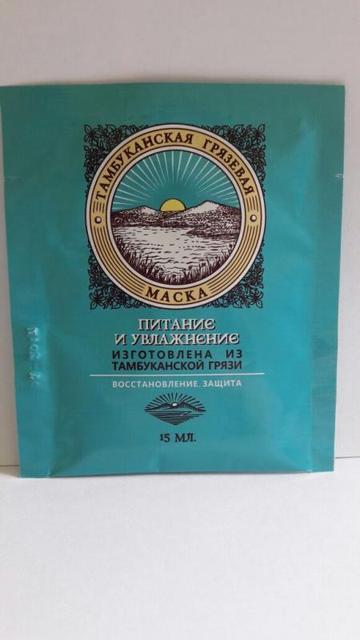 ТАМБУКАНСКАЯ ГРЯЗЕВАЯ
МАСКА
ПИТАНИЕ
И УВЛАЖНЕНИЕ
ИЗГОТОВЛЕНА ИЗ
ТАМБУКАНСКОЙ ГРЯЗИ
ВОССТАНОВЛЕНИЕ. ЗАЩИТА
15 МЛ.